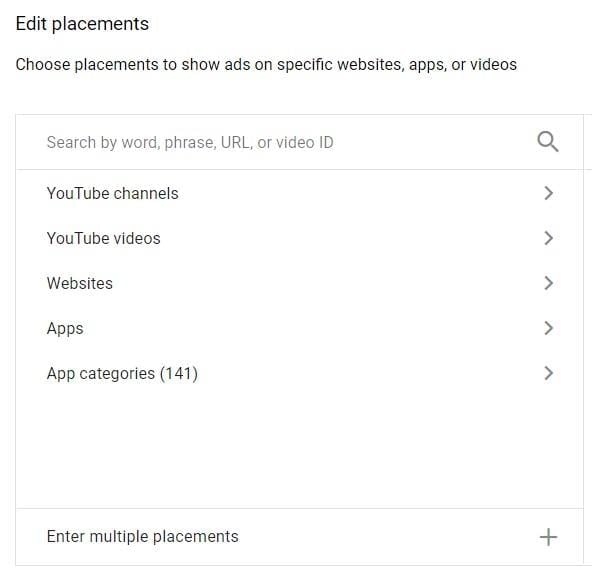 Edit placements
Choose placements to show ads on specific websites, apps, or videos
Search by word, phrase, URL, or video ID
YouTube channels
YouTube videos
Websites
Apps
App categories (141)
Enter multiple placements